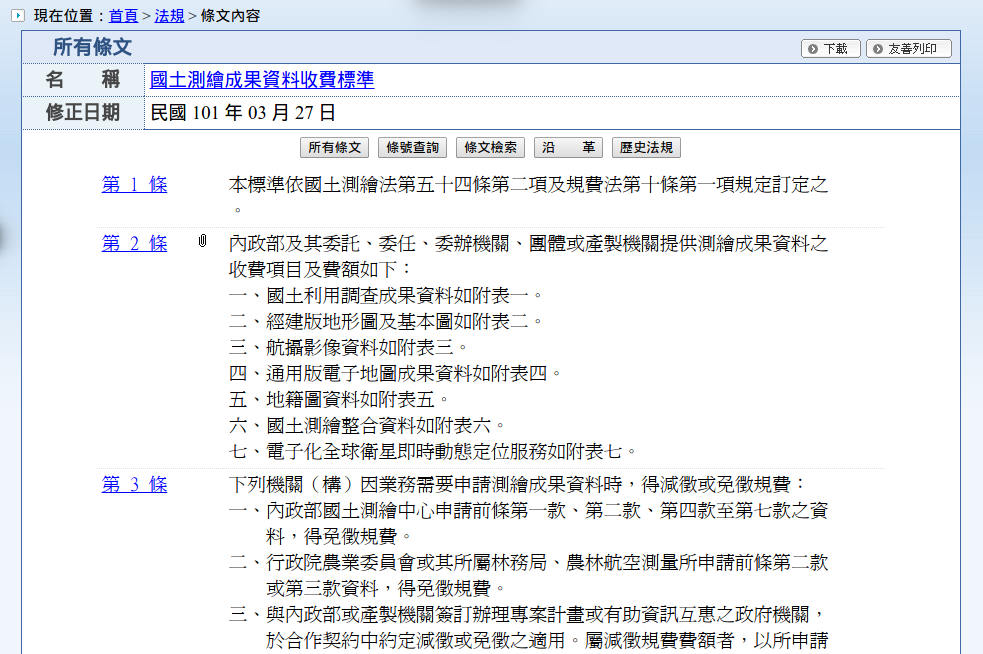 現在位置：首頁 > 法規 > 條文內容
所有條文
下載 友善列印
名 稱 國土測繪成果資料收費標準
修正日期 民國 101 年 03 月 27 日
所有條文 條號查詢 條文檢索 沿 革 歷史法規
第 1 條 本標準依國土測繪法第五十四條第二項及規費法第十條第一項規定訂定之
。
第 2 條 內政部及其委託、委任、委辦機關、團體或產製機關提供測繪成果資料之
收費項目及費額如下：
一、國土利用調查成果資料如附表一。
二、經建版地形圖及基本圖如附表二。
三、航攝影像資料如附表三。
四、通用版電子地圖成果資料如附表四。
五、地籍圖資料如附表五。
六、國土測繪整合資料如附表六。
七、電子化全球衛星即時動態定位服務如附表七。
第 3 條 下列機關（構）因業務需要申請測繪成果資料時，得減徵或免徵規費：
一、內政部國土測繪中心申請前條第一款、第二款、第四款至第七款之資
料，得免徵規費。
二、行政院農業委員會或其所屬林務局、農林航空測量所申請前條第二款
或第三款資料，得免徵規費。
三、與內政部或產製機關簽訂辦理專案計畫或有助資訊互惠之政府機關，
於合作契約中約定減徵或免徵之適用。屬減徵規費費額者，以所申請